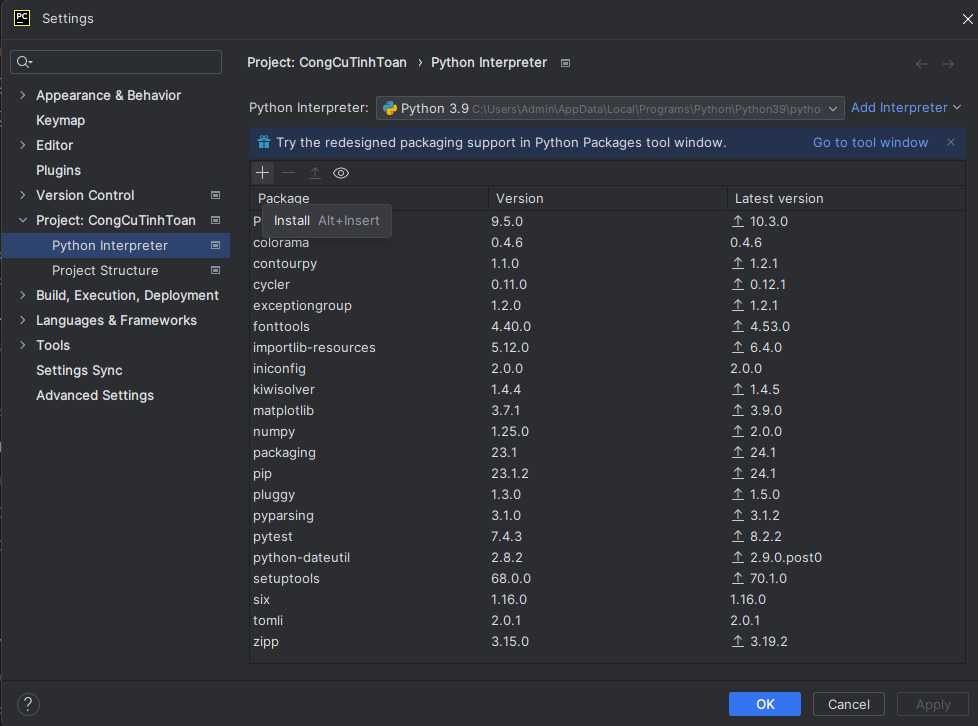 PC Settings
Project: CongCuTinhToan › Python Interpreter
Appearance & Behavior
Keymap
Editor
Plugins
Version Control
Project: CongCuTinhToan
Python Interpreter
Project Structure
Build, Execution, Deployment
Languages & Frameworks
Tools
Settings Sync
Advanced Settings
Python Interpreter: Python 3.9 C:\Users\Admin\AppData\Local\Programs\Python\Python39\pytho Add Interpreter
Try the redesigned packaging support in Python Packages tool window. Go to tool window
Package Version Latest version
Install Alt+Insert
P 9.5.0 10.3.0
colorama 0.4.6 0.4.6
contourpy 1.1.0 1.2.1
cycler 0.11.0 0.12.1
exceptiongroup 1.2.0 1.2.1
fonttools 4.40.0 4.53.0
importlib-resources 5.12.0 6.4.0
iniconfig 2.0.0 2.0.0
kiwisolver 1.4.4 1.4.5
matplotlib 3.7.1 3.9.0
numpy 1.25.0 2.0.0
packaging 23.1 24.1
pip 23.1.2 24.1
pluggy 1.3.0 1.5.0
pyparsing 3.1.0 3.1.2
pytest 7.4.3 8.2.2
python-dateutil 2.8.2 2.9.0.post0
setuptools 68.0.0 70.1.0
six 1.16.0 1.16.0
tomli 2.0.1 2.0.1
zipp 3.15.0 3.19.2
? OK Cancel Apply